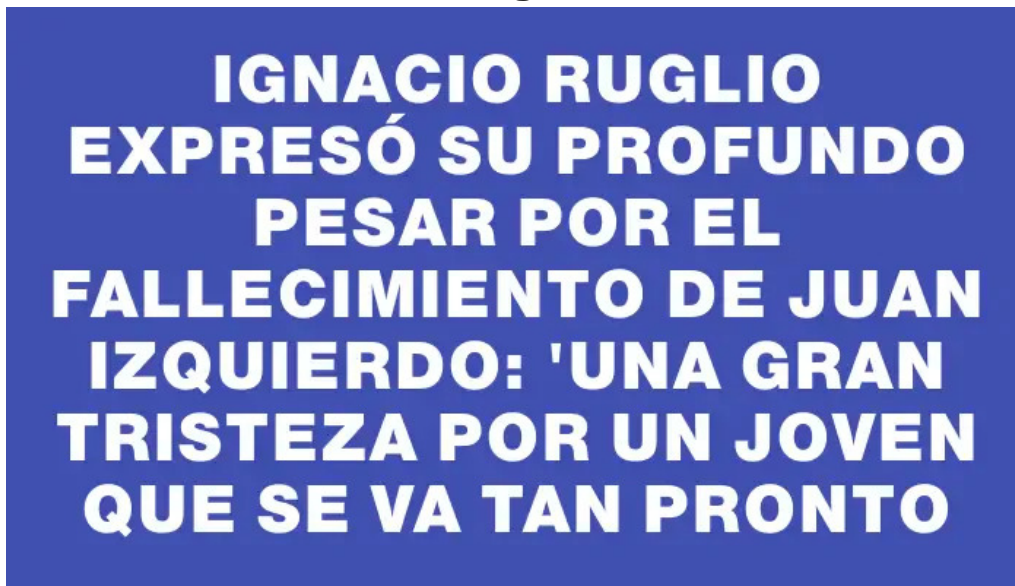 IGNACIO RUGLIO
EXPRESÓ SU PROFUNDO
PESAR POR EL
FALLECIMIENTO DE JUAN
IZQUIERDO: 'UNA GRAN
TRISTEZA POR UN JOVEN
QUE SE VA TAN PRONTO